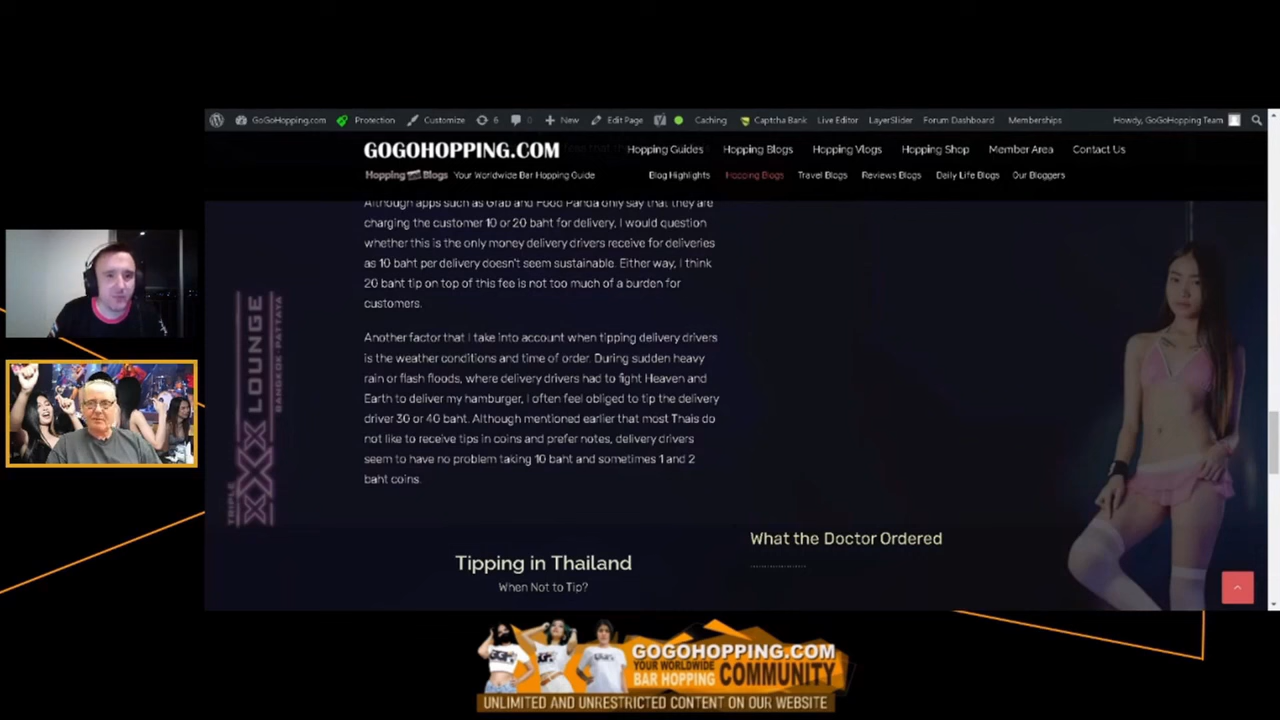 GoGoHopping.com Protection Customize 6 0 New Edit Page Caching Captcha Bank Live Editor LayerSlider Forum Dashboard Memberships Howdy, GoGoHopping Team
GOGOHOPPING.COM
Hopping Guides Hopping Blogs Hopping Vlogs Hopping Shop Member Area Contact Us
Hopping Blogs Your Worldwide Bar Hopping Guide
Blog Highlights Hopping Blogs Travel Blogs Reviews Blogs Daily Life Blogs Our Bloggers
Although apps such as Grab and Food Panda only say that they are
charging the customer 10 or 20 baht for delivery, I would question
whether this is the only money delivery drivers receive for deliveries
as 10 baht per delivery doesn't seem sustainable. Either way, I think
20 baht tip on top of this fee is not too much of a burden for
customers.
Another factor that I take into account when tipping delivery drivers
is the weather conditions and time of order. During sudden heavy
rain or flash floods, where delivery drivers had to fight Heaven and
Earth to deliver my hamburger, I often feel obliged to tip the delivery
driver 30 or 40 baht. Although mentioned earlier that most Thais do
not like to receive tips in coins and prefer notes, delivery drivers
seem to have no problem taking 10 baht and sometimes 1 and 2
baht coins.
Tipping in Thailand
When Not to Tip?
What the Doctor Ordered
TRIPLE
XXX LOUNGE
BANGKOK-PATTAYA
GOGOHOPPING.COM
YOUR WORLDWIDE
BAR HOPPING
COMMUNITY
UNLIMITED AND UNRESTRICTED CONTENT ON OUR WEBSITE